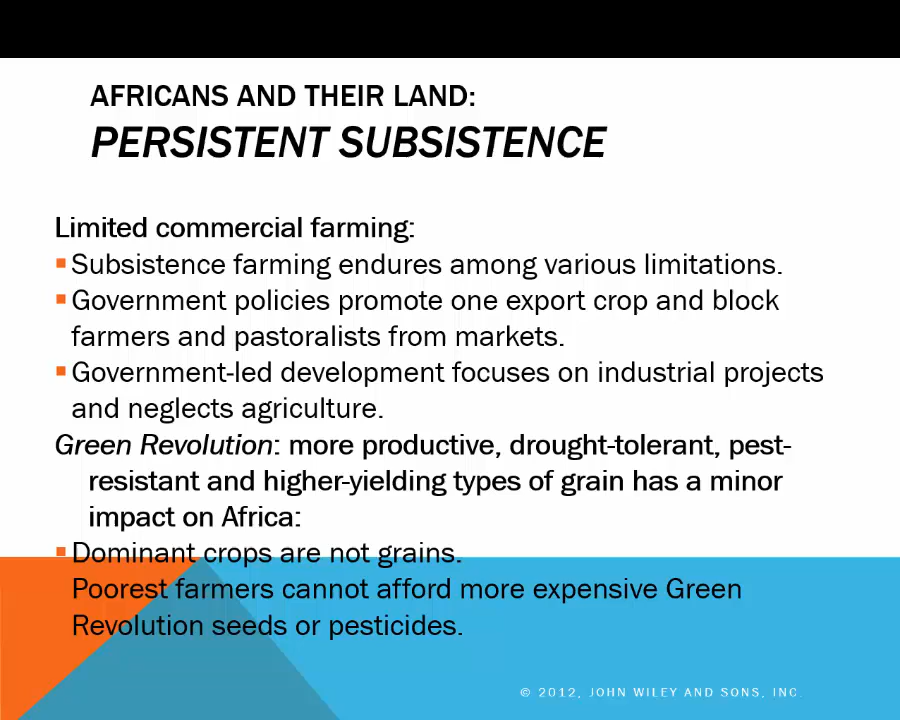 AFRICANS AND THEIR LAND:
PERSISTENT SUBSISTENCE
Limited commercial farming:
▪Subsistence farming endures among various limitations.
▪Government policies promote one export crop and block
farmers and pastoralists from markets.
▪Government-led development focuses on industrial projects
and neglects agriculture.
Green Revolution: more productive, drought-tolerant, pest-
resistant and higher-yielding types of grain has a minor
impact on Africa:
▪Dominant crops are not grains.
Poorest farmers cannot afford more expensive Green
Revolution seeds or pesticides.
© 2012, JOHN WILEY AND SONS, INC.